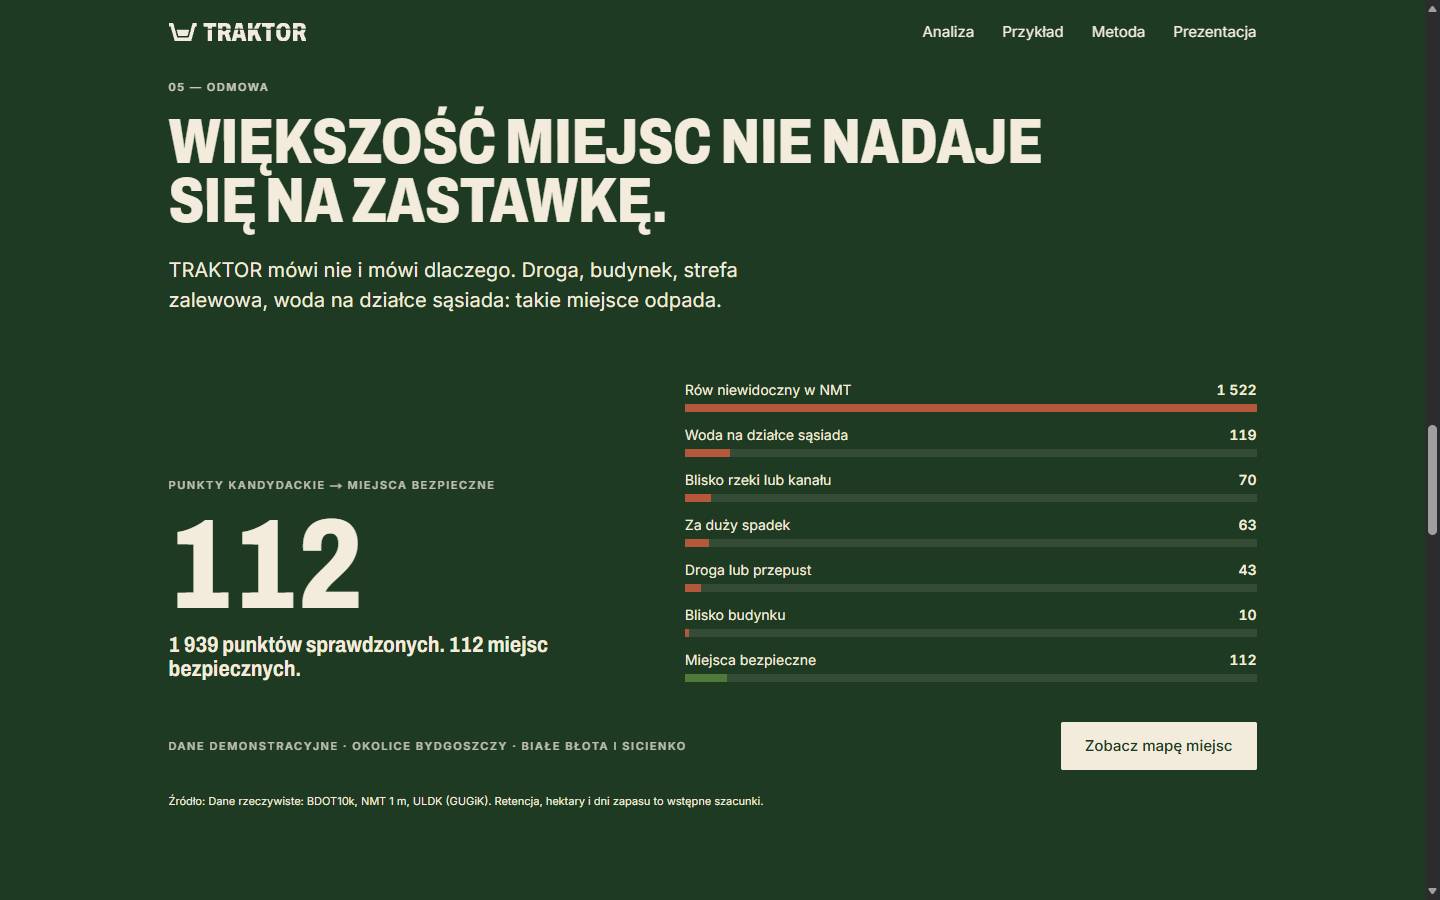 TRAKTOR
Analiza Przykład Metoda Prezentacja
05 — ODMOWA
WIĘKSZOŚĆ MIEJSC NIE NADAJE
SIĘ NA ZASTAWKĘ.
TRAKTOR mówi nie i mówi dlaczego. Droga, budynek, strefa
zalewowa, woda na działce sąsiada: takie miejsce odpada.
PUNKTY KANDYDACKIE → MIEJSCA BEZPIECZNE
112
1 939 punktów sprawdzonych. 112 miejsc
bezpiecznych.
Rów niewidoczny w NMT 1 522
Woda na działce sąsiada 119
Blisko rzeki lub kanału 70
Za duży spadek 63
Droga lub przepust 43
Blisko budynku 10
Miejsca bezpieczne 112
DANE DEMONSTRACYJNE · OKOLICE BYDGOSZCZY · BIAŁE BŁOTA I SICIENKO
Zobacz mapę miejsc
Źródło: Dane rzeczywiste: BDOT10k, NMT 1 m, ULDK (GUGiK). Retencja, hektary i dni zapasu to wstępne szacunki.